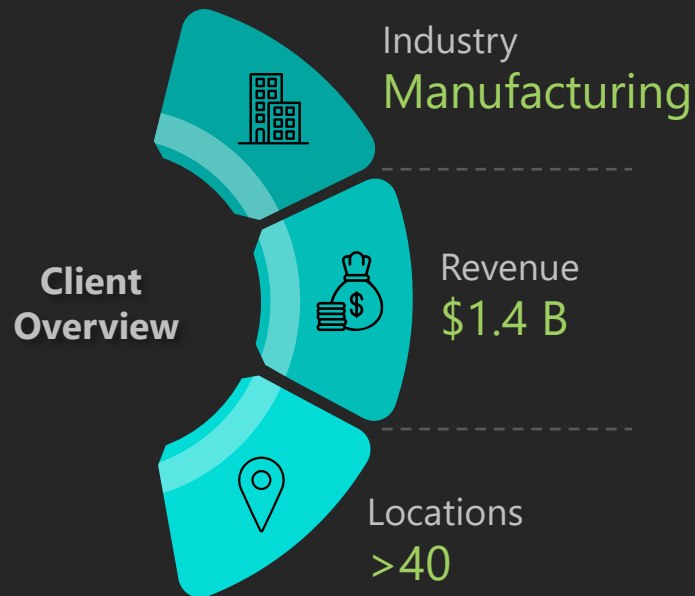 Industry
Manufacturing
Client
Overview
Revenue
$1.4 B
$
Locations
>40